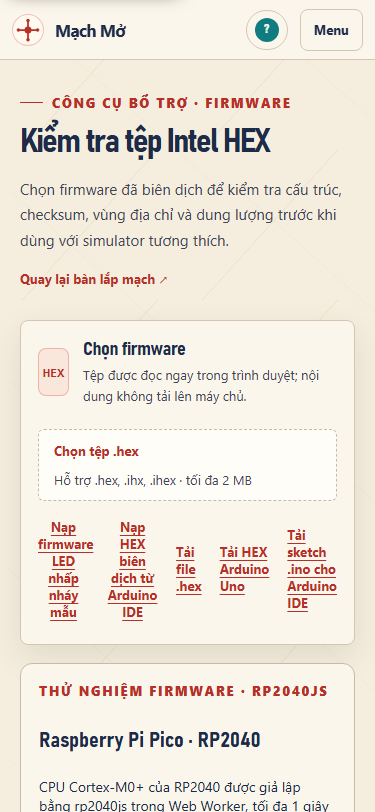 Mạch Mở
?
Menu
CÔNG CỤ BỔ TRỢ · FIRMWARE
Kiểm tra tệp Intel HEX
Chọn firmware đã biên dịch để kiểm tra cấu trúc,
checksum, vùng địa chỉ và dung lượng trước khi
dùng với simulator tương thích.
Quay lại bàn lắp mạch ↗
HEX
Chọn firmware
Tệp được đọc ngay trong trình duyệt; nội
dung không tải lên máy chủ.
Chọn tệp .hex
Hỗ trợ .hex, .ihx, .ihex · tối đa 2 MB
Nạp
firmware
LED
nhấp
nháy
mẫu
Nạp
HEX
biên
dịch từ
Arduino
IDE
Tải
file
.hex
Tải HEX
Arduino
Uno
Tải
sketch
.ino cho
Arduino
IDE
THỬ NGHIỆM FIRMWARE · RP2040JS
Raspberry Pi Pico · RP2040
CPU Cortex-M0+ của RP2040 được giả lập
bằng rp2040js trong Web Worker, tối đa 1 giây